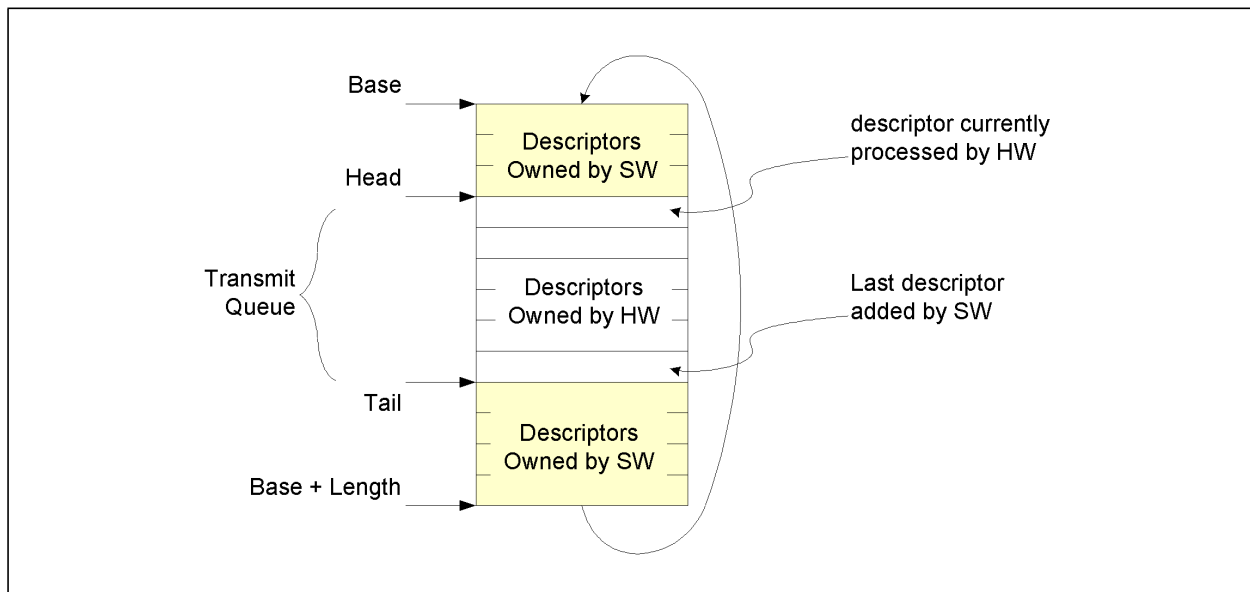 Base
Descriptors
Owned by SW
descriptor currently
processed by HW
Head
Transmit
Queue
Descriptors
Owned by HW
Last descriptor
added by SW
Tail
Descriptors
Owned by SW
Base + Length